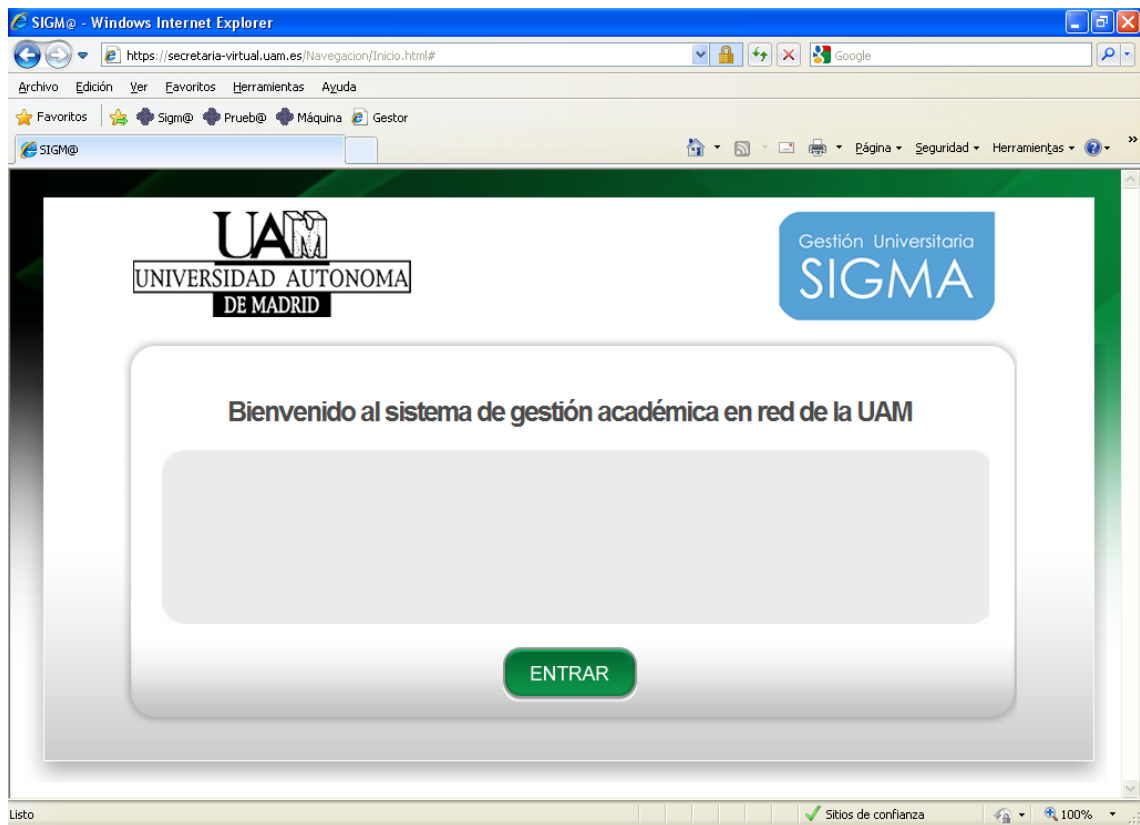 SIGM@ - Windows Internet Explorer
https://secretaria-virtual.uam.es/Navegacion/Inicio.html#
Google
Archivo Edición Ver Favoritos Herramientas Ayuda
Favoritos Sigm@ Prueb@ Máquina Gestor
SIGM@ Página Seguridad Herramientas »
UAM
UNIVERSIDAD AUTONOMA
DE MADRID
Gestión Universitaria
SIGMA
Bienvenido al sistema de gestión académica en red de la UAM
ENTRAR
Listo Sitios de confianza 100%